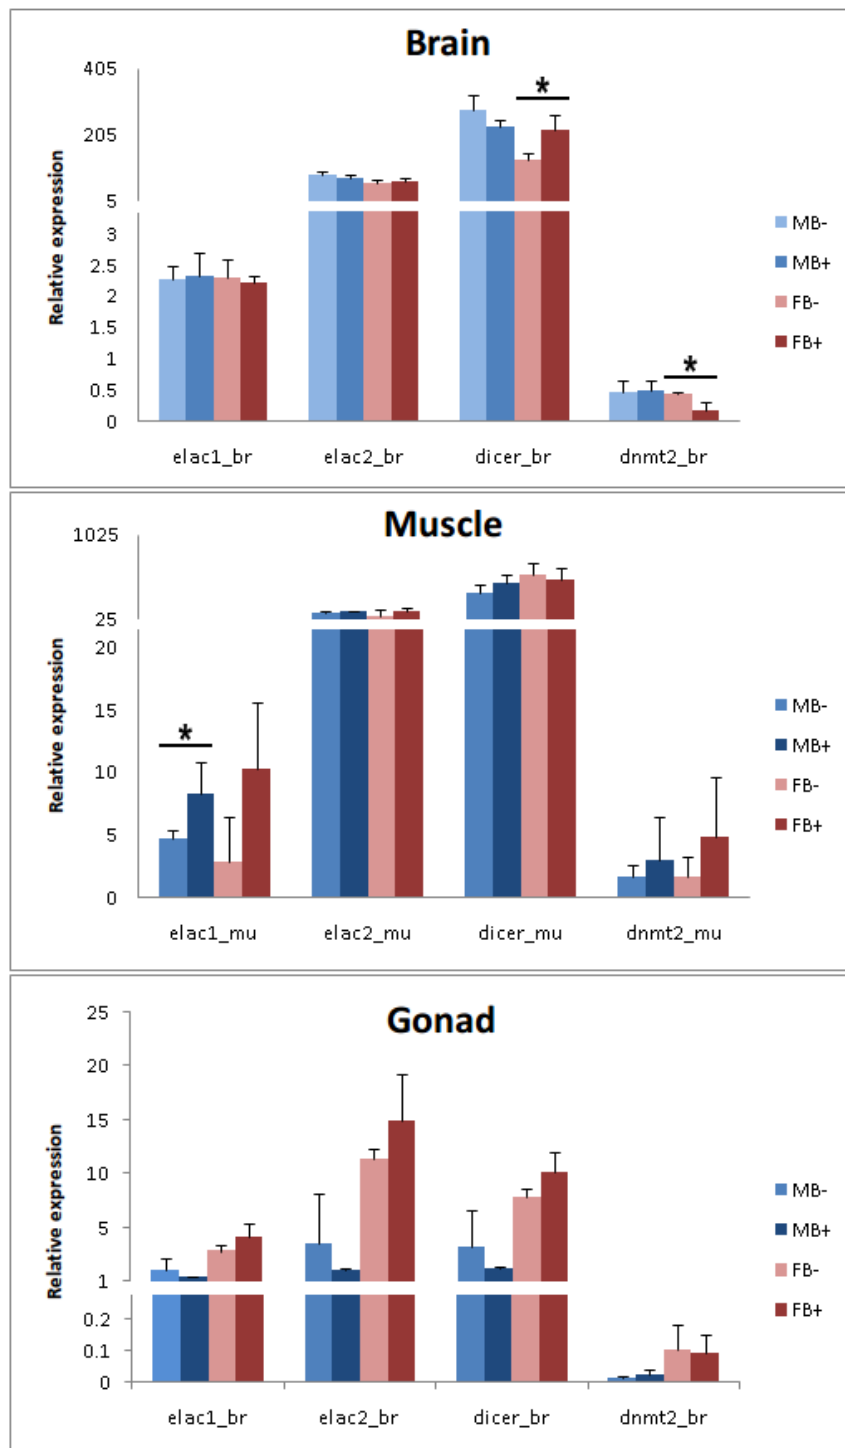 Brain
*
*
Relative expression
405
205
5
3
2.5
2
1.5
1
0.5
0
elac1_br elac2_br dicer_br dnmt2_br
MB-
MB+
FB-
FB+
Muscle
*
Relative expression
1025
25
20
15
10
5
0
elac1_mu elac2_mu dicer_mu dnmt2_mu
MB-
MB+
FB-
FB+
Gonad
Relative expression
25
20
15
10
5
1
0.2
0.1
0
elac1_br elac2_br dicer_br dnmt2_br
MB-
MB+
FB-
FB+